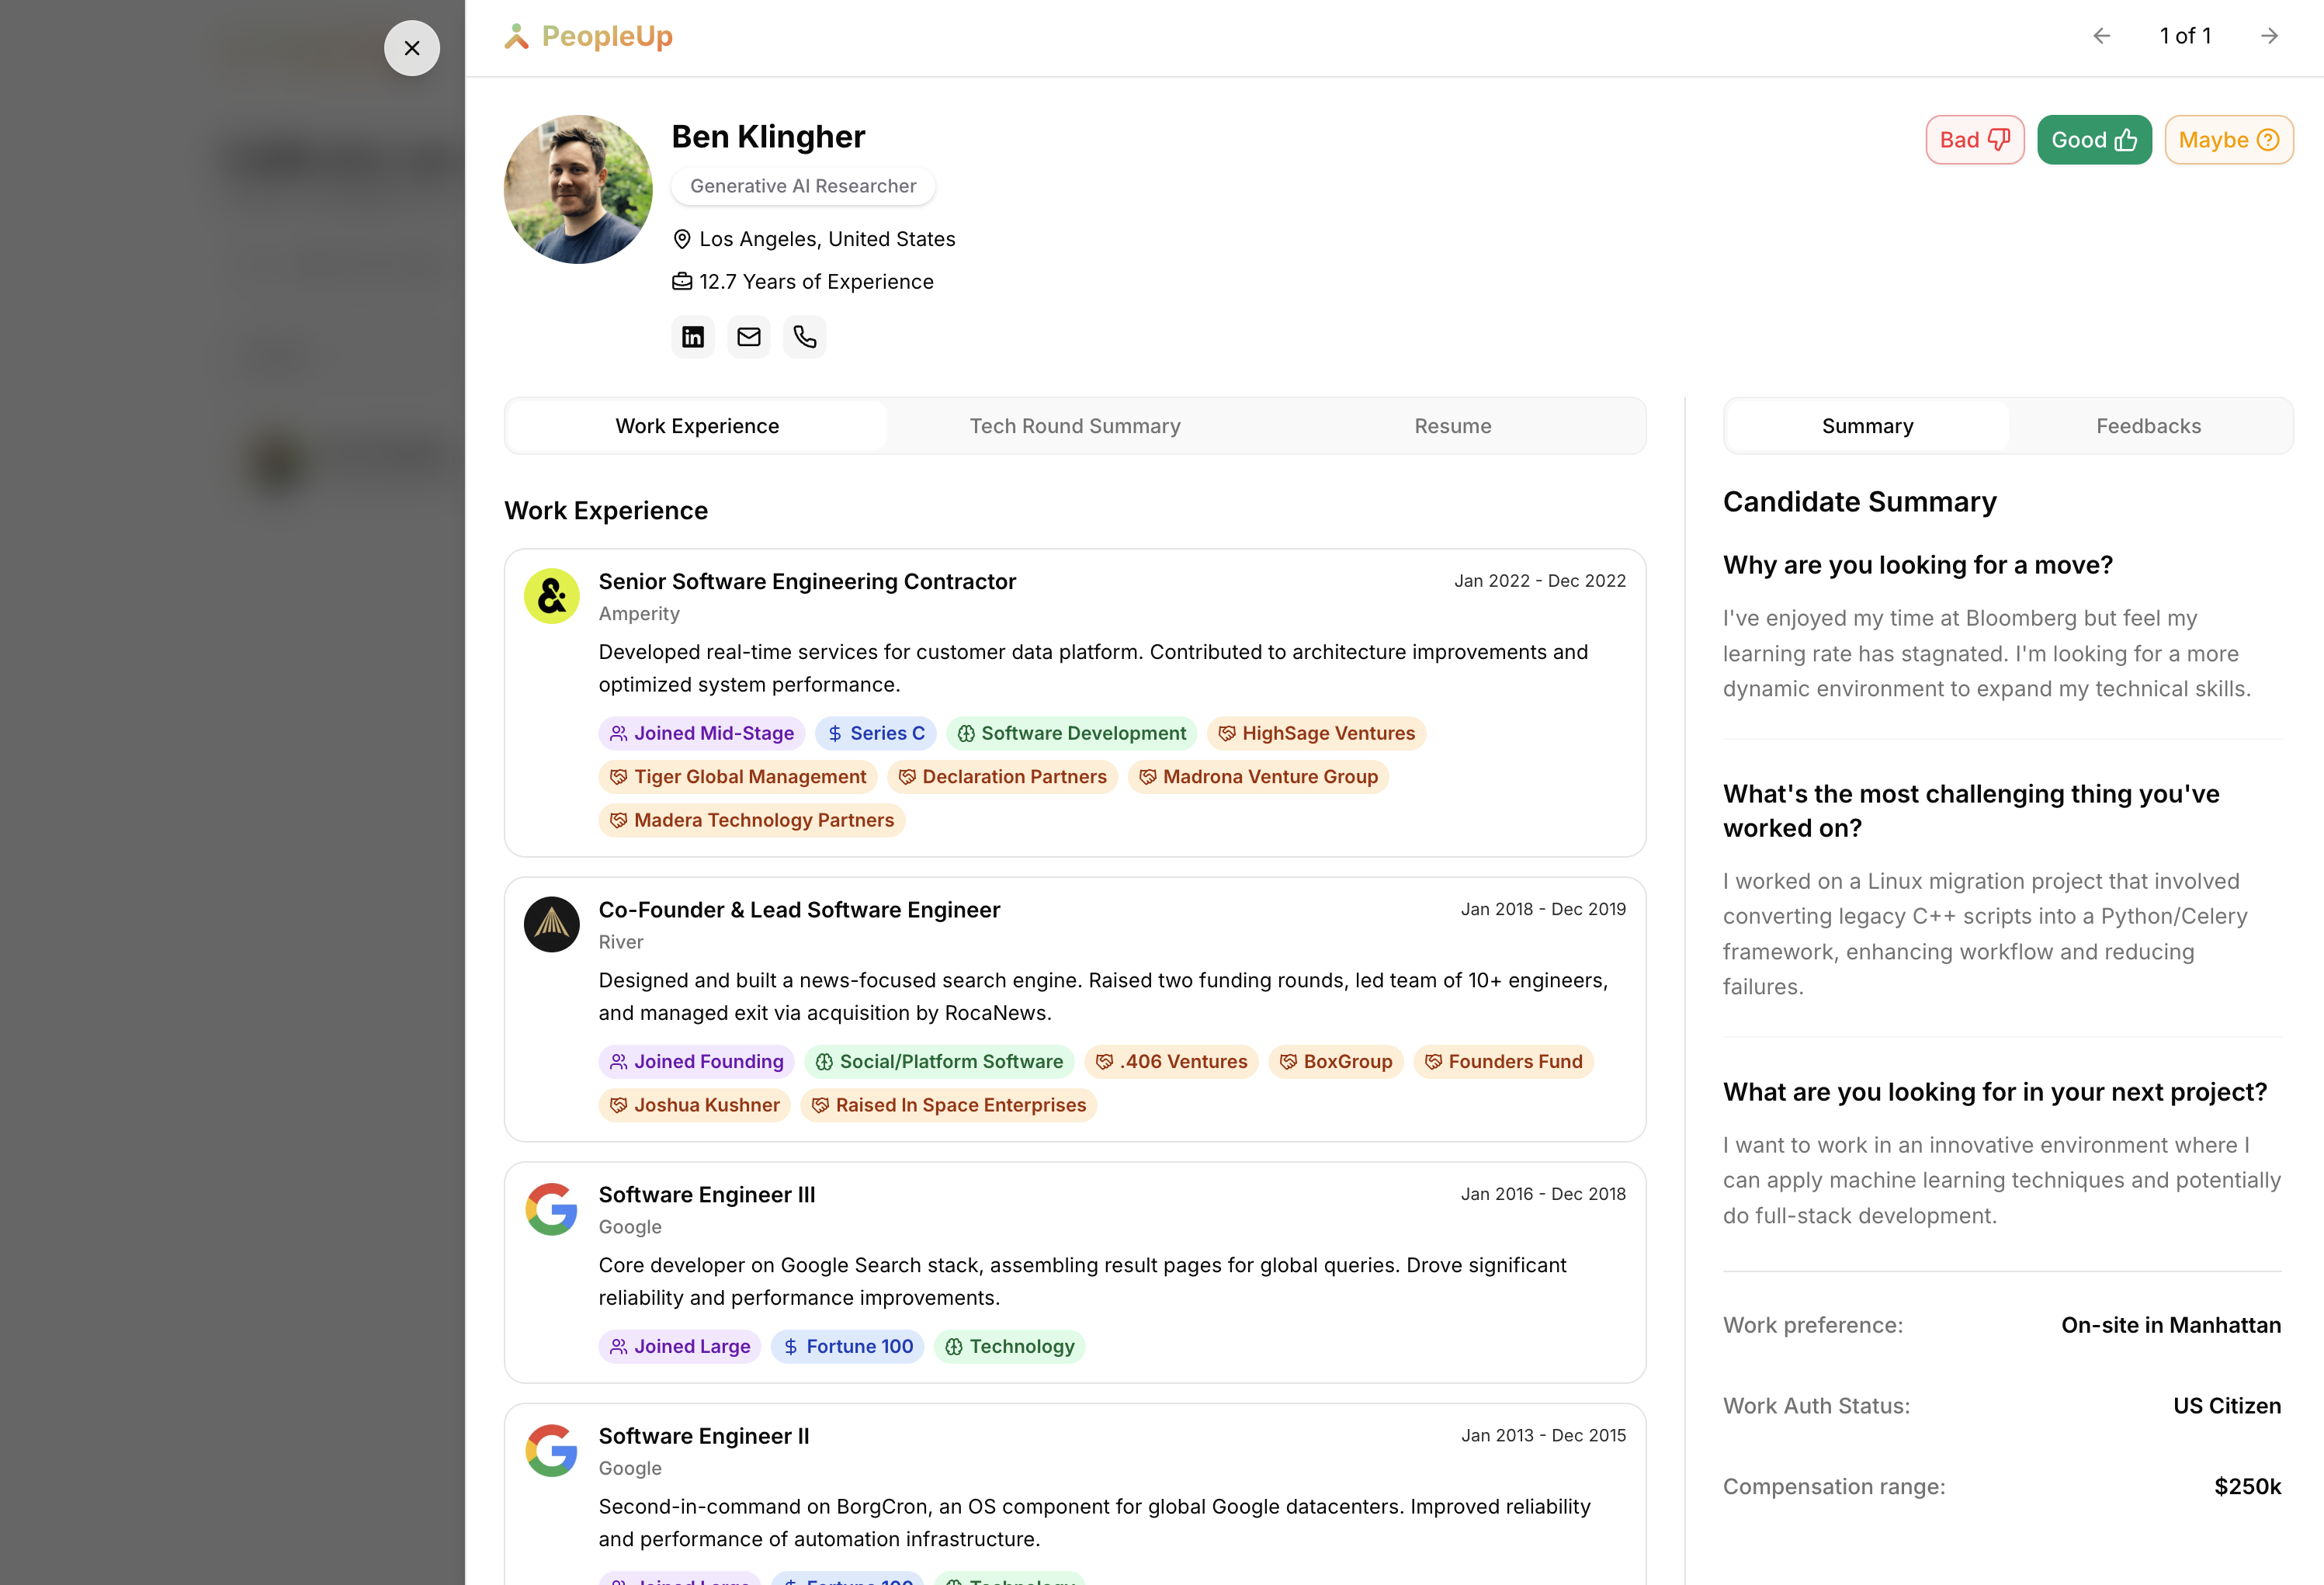 PeopleUp
1 of 1
Ben Klingher
Generative AI Researcher
Los Angeles, United States
12.7 Years of Experience
Bad
Good
Maybe
Work Experience
Tech Round Summary
Resume
Work Experience
Senior Software Engineering Contractor
Jan 2022 - Dec 2022
Amperity
Developed real-time services for customer data platform. Contributed to architecture improvements and
optimized system performance.
Joined Mid-Stage
Series C
Software Development
HighSage Ventures
Tiger Global Management
Declaration Partners
Madrona Venture Group
Madera Technology Partners
Co-Founder & Lead Software Engineer
Jan 2018 - Dec 2019
River
Designed and built a news-focused search engine. Raised two funding rounds, led team of 10+ engineers,
and managed exit via acquisition by RocaNews.
Joined Founding
Social/Platform Software
.406 Ventures
BoxGroup
Founders Fund
Joshua Kushner
Raised In Space Enterprises
Software Engineer III
Jan 2016 - Dec 2018
Google
Core developer on Google Search stack, assembling result pages for global queries. Drove significant
reliability and performance improvements.
Joined Large
Fortune 100
Technology
Software Engineer II
Jan 2013 - Dec 2015
Google
Second-in-command on BorgCron, an OS component for global Google datacenters. Improved reliability
and performance of automation infrastructure.
Joined Large
Fortune 100
Technology
Summary
Feedbacks
Candidate Summary
Why are you looking for a move?
I've enjoyed my time at Bloomberg but feel my
learning rate has stagnated. I'm looking for a more
dynamic environment to expand my technical skills.
What's the most challenging thing you've
worked on?
I worked on a Linux migration project that involved
converting legacy C++ scripts into a Python/Celery
framework, enhancing workflow and reducing
failures.
What are you looking for in your next project?
I want to work in an innovative environment where I
can apply machine learning techniques and potentially
do full-stack development.
Work preference:
On-site in Manhattan
Work Auth Status:
US Citizen
Compensation range:
$250k